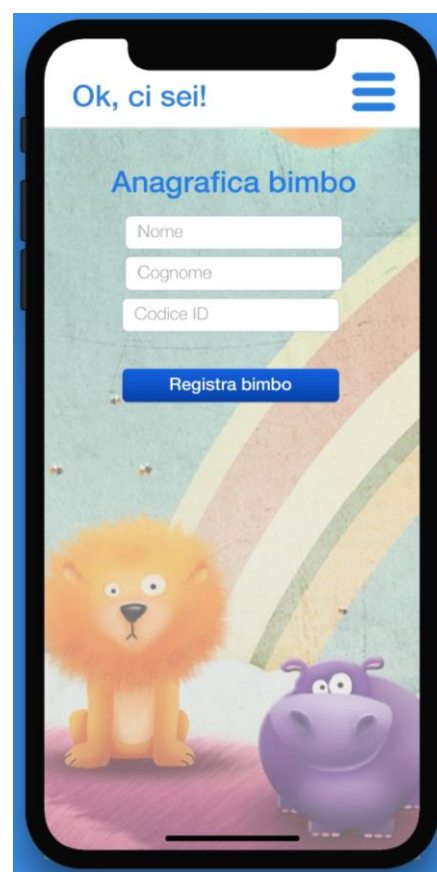 Ok, ci sei!
Anagrafica bimbo
Nome
Cognome
Codice ID
Registra bimbo